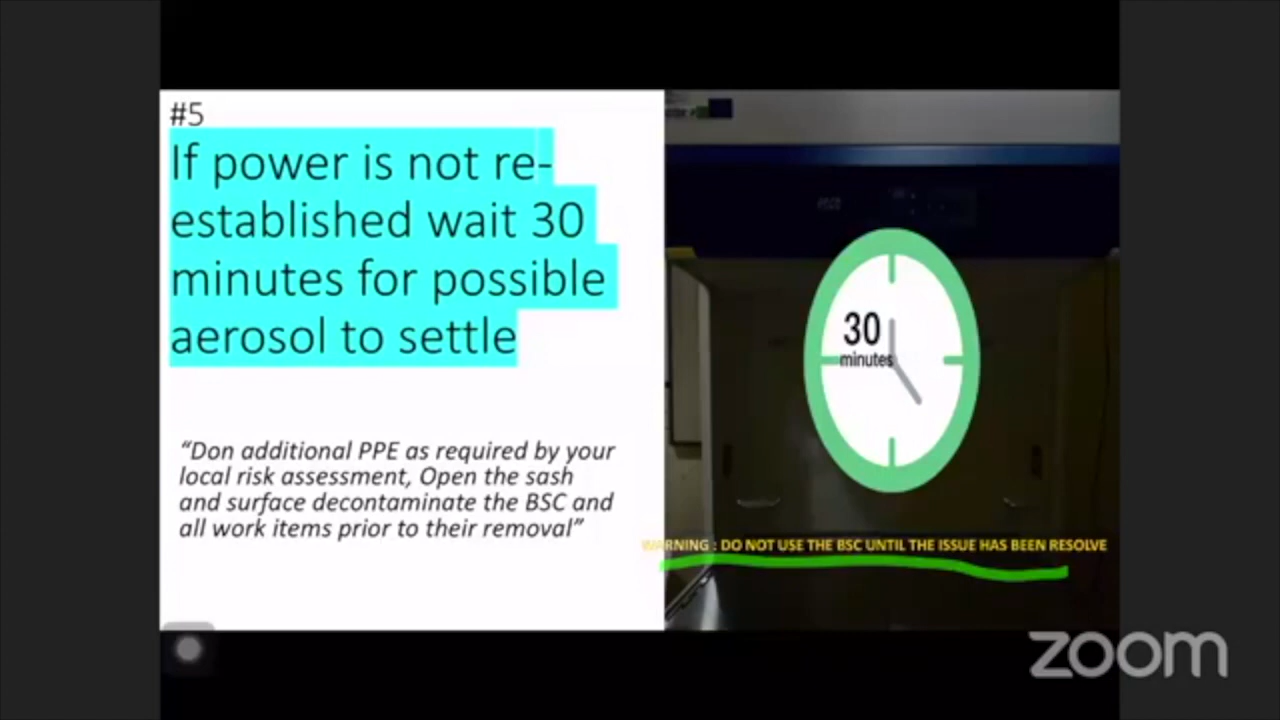 #5
If power is not re-
established wait 30
minutes for possible
aerosol to settle
“Don additional PPE as required by your
local risk assessment, Open the sash
and surface decontaminate the BSC and
all work items prior to their removal”
30
minutes
WARNING : DO NOT USE THE BSC UNTIL THE ISSUE HAS BEEN RESOLVE
zoom